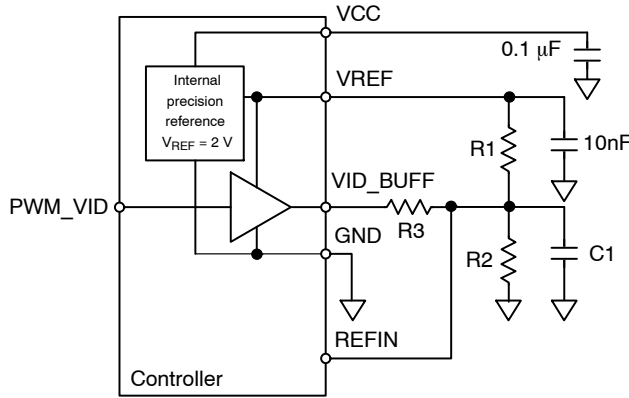 VCC
0.1 μF
Internal
precision
reference
V_REF = 2 V
VREF
R1
10nF
PWM_VID
VID_BUFF
R3
GND
R2
C1
REFIN
Controller